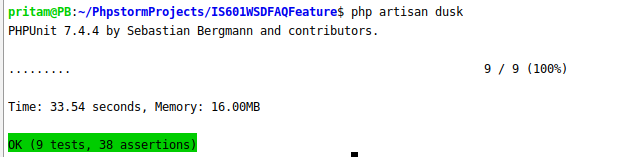 pritam@PB:~/PhpstormProjects/IS601WSDFAQFeature$ php artisan dusk
PHPUnit 7.4.4 by Sebastian Bergmann and contributors.
.........                                                           9 / 9 (100%)
Time: 33.54 seconds, Memory: 16.00MB
OK (9 tests, 38 assertions)